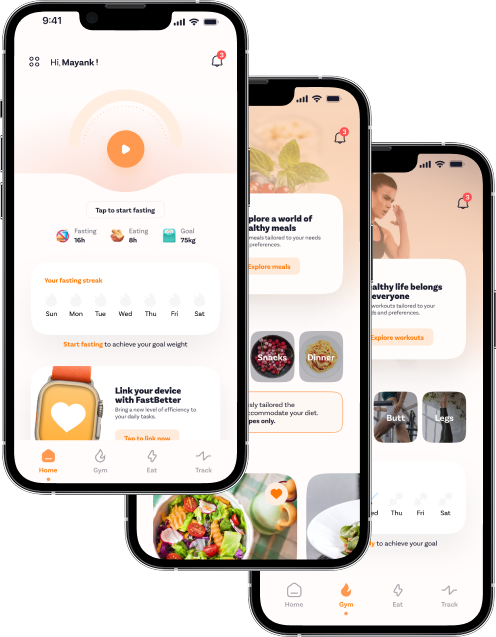 9:41
3
Hi, Mayank !
Tap to start fasting
Fasting
16h
Eating
8h
Goal
75kg
Your fasting streak
Sun Mon Tue Wed Thu Fri Sat
Start fasting to achieve your goal weight
Link your device
with FastBetter
Bring a new level of efficiency to
your daily tasks.
Tap to link now
Home Gym Eat Track
3
plore a world of
althy meals
meals tailored to your needs
preferences.
Explore meals
Snacks
Dinner
sly tailored the
ccommodate your diet.
pes only.
3
ealthy life belongs
everyone
workouts tailored to your
ds and preferences.
Explore workouts
Butt
Legs
ed Thu Fri Sat
to achieve your goal
Home Gym Eat Track